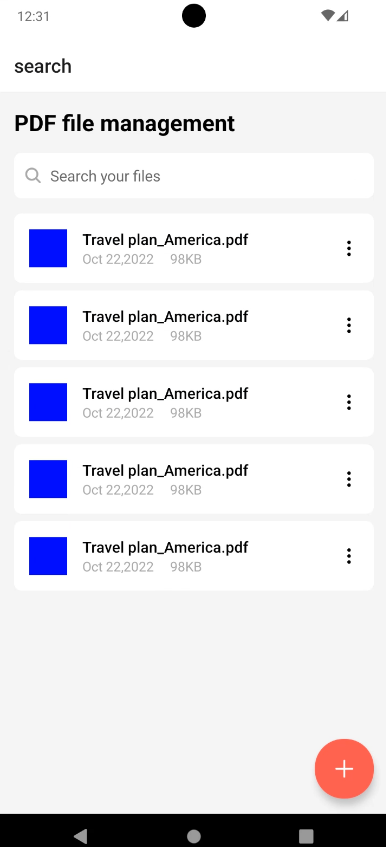 12:31
search
PDF file management
Search your files
Travel plan_America.pdf
Oct 22,2022 98KB
Travel plan_America.pdf
Oct 22,2022 98KB
Travel plan_America.pdf
Oct 22,2022 98KB
Travel plan_America.pdf
Oct 22,2022 98KB
Travel plan_America.pdf
Oct 22,2022 98KB